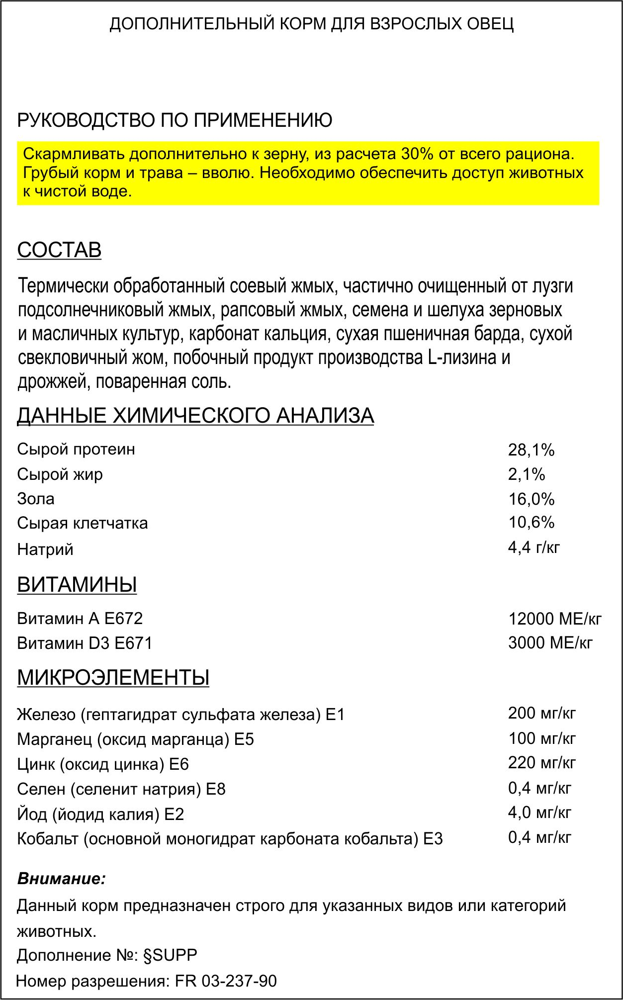 ДОПОЛНИТЕЛЬНЫЙ КОРМ ДЛЯ ВЗРОСЛЫХ ОВЕЦ
РУКОВОДСТВО ПО ПРИМЕНЕНИЮ
Скармливать дополнительно к зерну, из расчета 30% от всего рациона.
Грубый корм и трава – вволю. Необходимо обеспечить доступ животных
к чистой воде.
СОСТАВ
Термически обработанный соевый жмых, частично очищенный от лузги
подсолнечниковый жмых, рапсовый жмых, семена и шелуха зерновых
и масличных культур, карбонат кальция, сухая пшеничная барда, сухой
свекловичный жом, побочный продукт производства L-лизина и
дрожжей, поваренная соль.
ДАННЫЕ ХИМИЧЕСКОГО АНАЛИЗА
Сырой протеин 28,1%
Сырой жир 2,1%
Зола 16,0%
Сырая клетчатка 10,6%
Натрий 4,4 г/кг
ВИТАМИНЫ
Витамин А Е672 12000 МЕ/кг
Витамин D3 Е671 3000 МЕ/кг
МИКРОЭЛЕМЕНТЫ
Железо (гептагидрат сульфата железа) Е1 200 мг/кг
Марганец (оксид марганца) Е5 100 мг/кг
Цинк (оксид цинка) Е6 220 мг/кг
Селен (селенит натрия) Е8 0,4 мг/кг
Йод (йодид калия) Е2 4,0 мг/кг
Кобальт (основной моногидрат карбоната кобальта) Е3 0,4 мг/кг
Внимание:
Данный корм предназначен строго для указанных видов или категорий
животных.
Дополнение №: §SUPP
Номер разрешения: FR 03-237-90